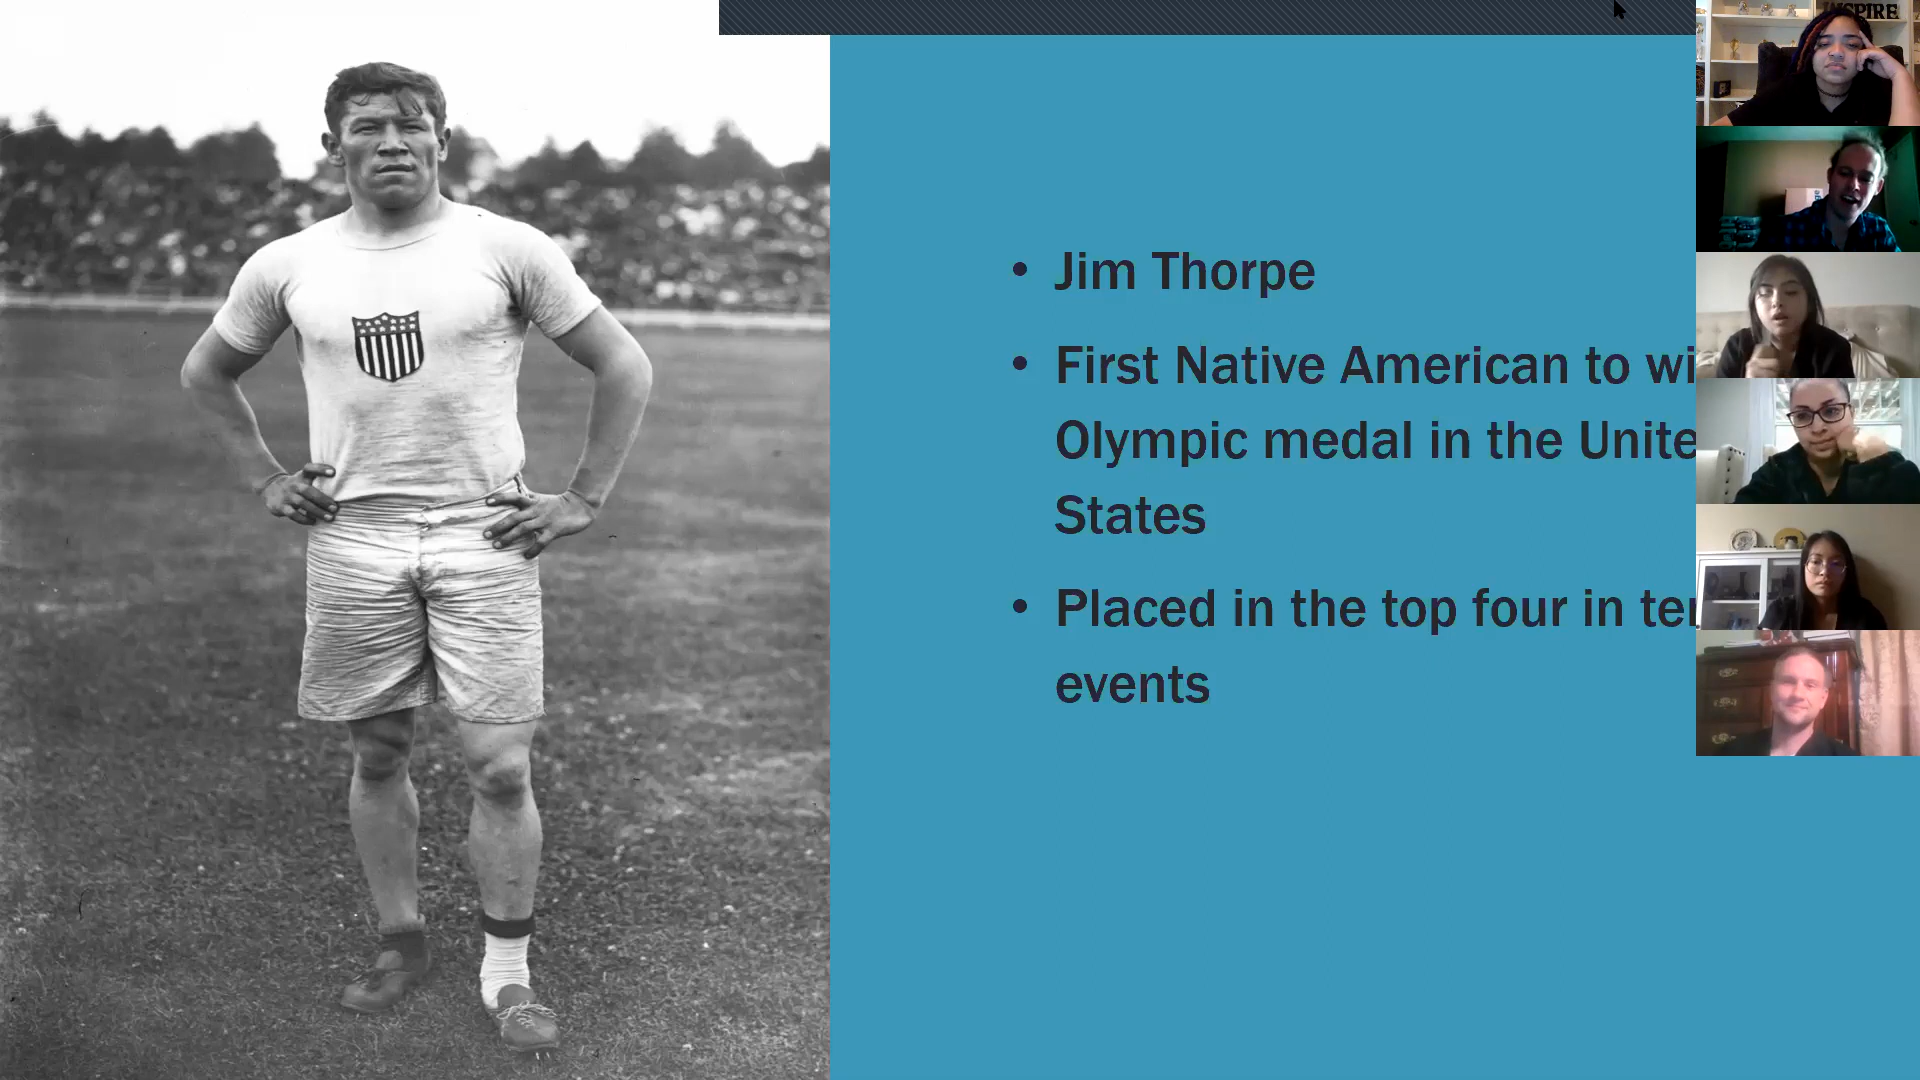 INSPIRE
• Jim Thorpe
• First Native American to wi
Olympic medal in the Unite
States
• Placed in the top four in te
events